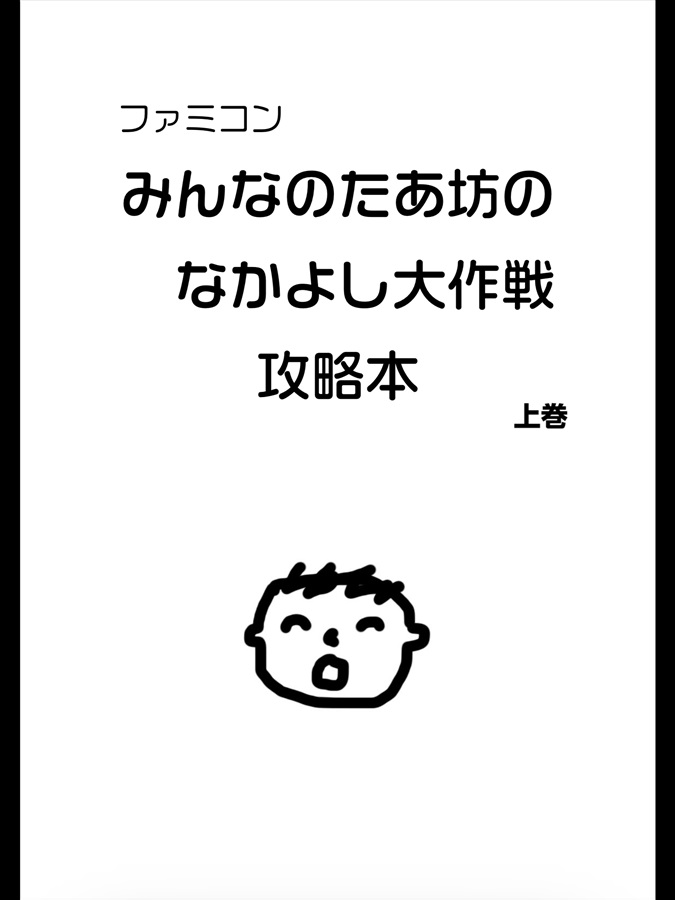 ファミコン
みんなのたあ坊の
なかよし大作戦
攻略本
上巻